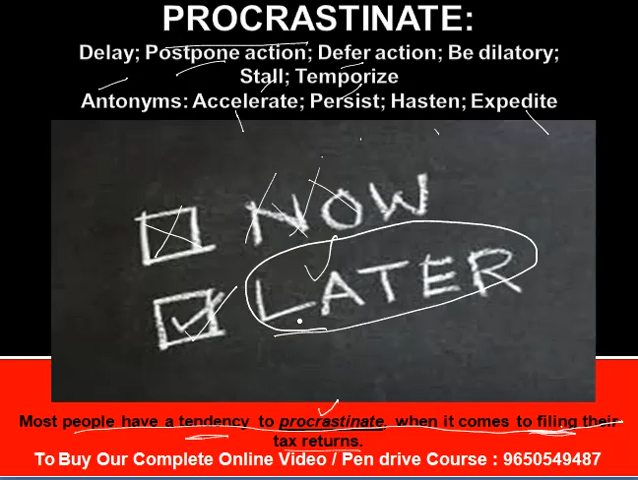 PROCRASTINATE:
Delay; Postpone action; Defer action; Be dilatory;
Stall; Temporize
Antonyms: Accelerate; Persist; Hasten; Expedite
NOW
LATER
Most people have a tendency to procrastinate when it comes to filing their
tax returns.
To Buy Our Complete Online Video / Pen drive Course : 9650549487